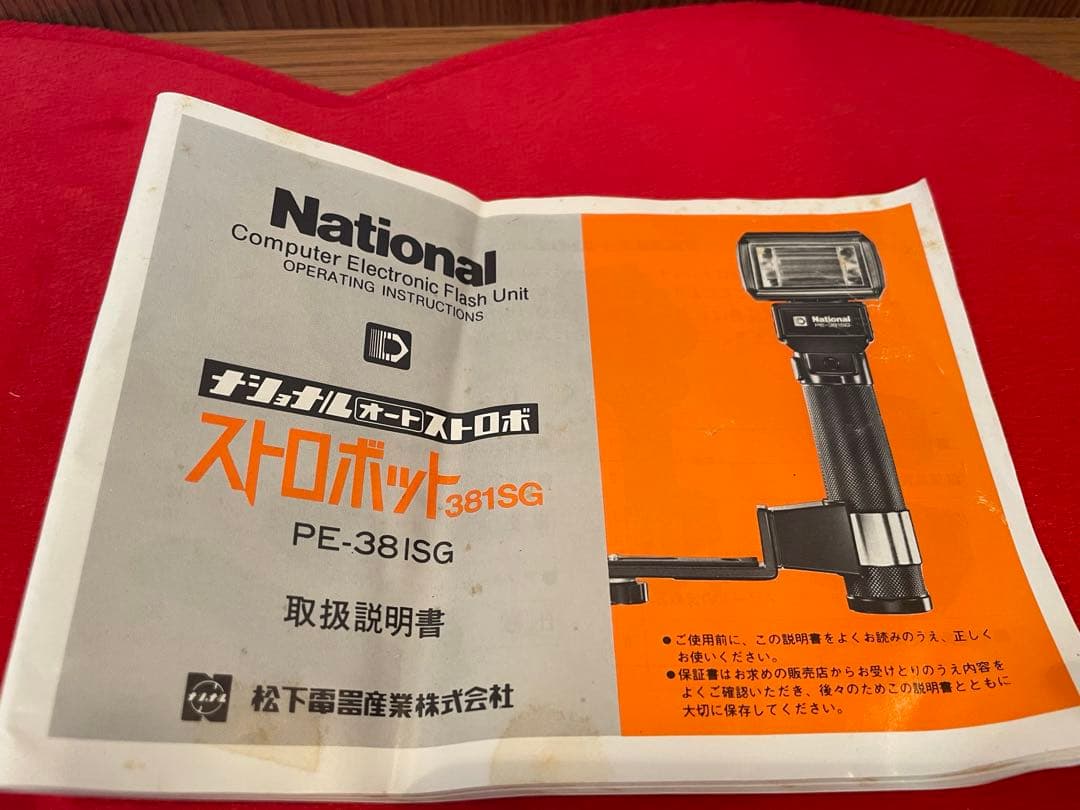 National
Computer Electronic Flash Unit
OPERATING INSTRUCTIONS
ナショナルオートストロボ
ストロボット381SG
PE-381SG
取扱説明書
ナショナル
松下電器産業株式会社
National
PE-381SG
●ご使用前に、この説明書をよくお読みのうえ、正しく
お使いください。
●保証書はお求めの販売店からお受けとりのうえ内容を
よくご確認いただき、後々のためこの説明書とともに
大切に保存してください。